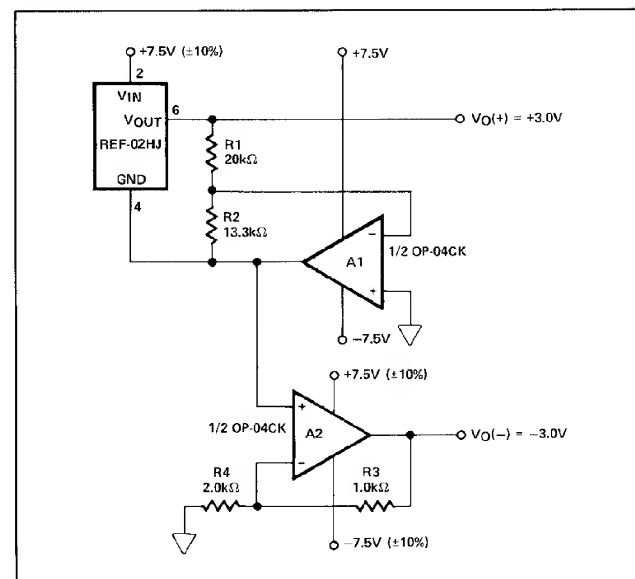 +7.5V (±10%)
+7.5V
2
VIN
VOUT
6
REF-02HJ
GND
4
VO(+) = +3.0V
R1
20kΩ
R2
13.3kΩ
−
A1
+
1/2 OP-04CK
−7.5V
+7.5V (±10%)
1/2 OP-04CK
+
A2
−
VO(−) = −3.0V
R4
2.0kΩ
R3
1.0kΩ
−7.5V (±10%)